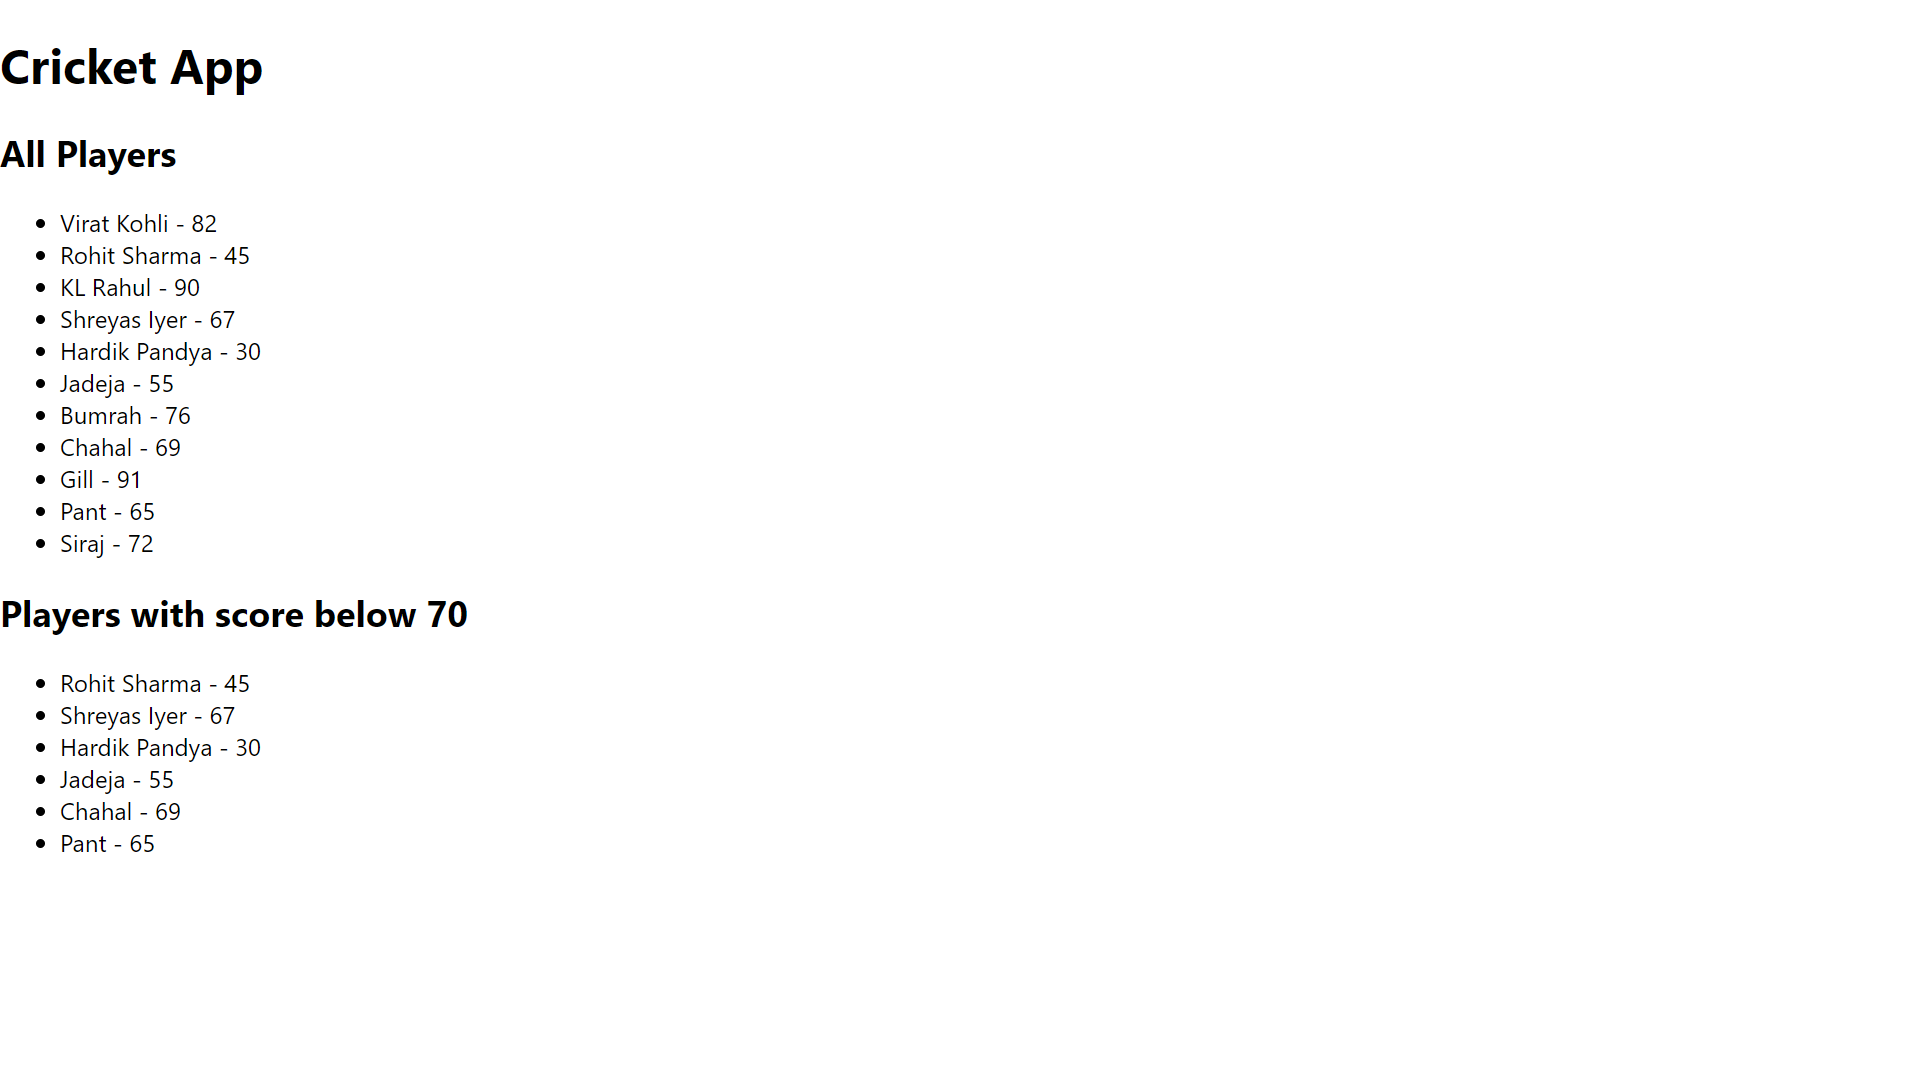 Cricket App
All Players
• Virat Kohli - 82
• Rohit Sharma - 45
• KL Rahul - 90
• Shreyas Iyer - 67
• Hardik Pandya - 30
• Jadeja - 55
• Bumrah - 76
• Chahal - 69
• Gill - 91
• Pant - 65
• Siraj - 72
Players with score below 70
• Rohit Sharma - 45
• Shreyas Iyer - 67
• Hardik Pandya - 30
• Jadeja - 55
• Chahal - 69
• Pant - 65